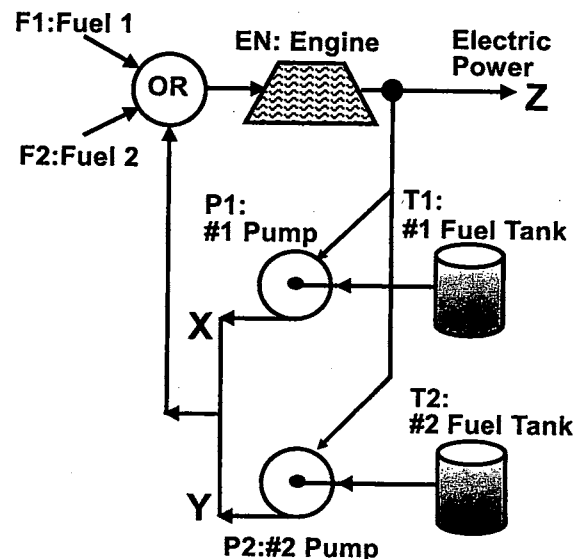 F1:Fuel 1
EN: Engine
Electric
Power
OR
Z
F2:Fuel 2
P1:
#1 Pump
T1:
#1 Fuel Tank
X
T2:
#2 Fuel Tank
Y
P2:#2 Pump